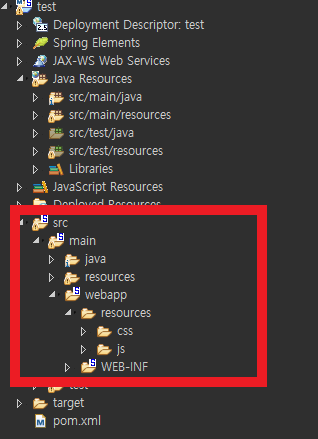 test
Deployment Descriptor: test
Spring Elements
JAX-WS Web Services
Java Resources
src/main/java
src/main/resources
src/test/java
src/test/resources
Libraries
JavaScript Resources
Deployed Resources
src
main
java
resources
webapp
resources
css
js
WEB-INF
test
target
pom.xml